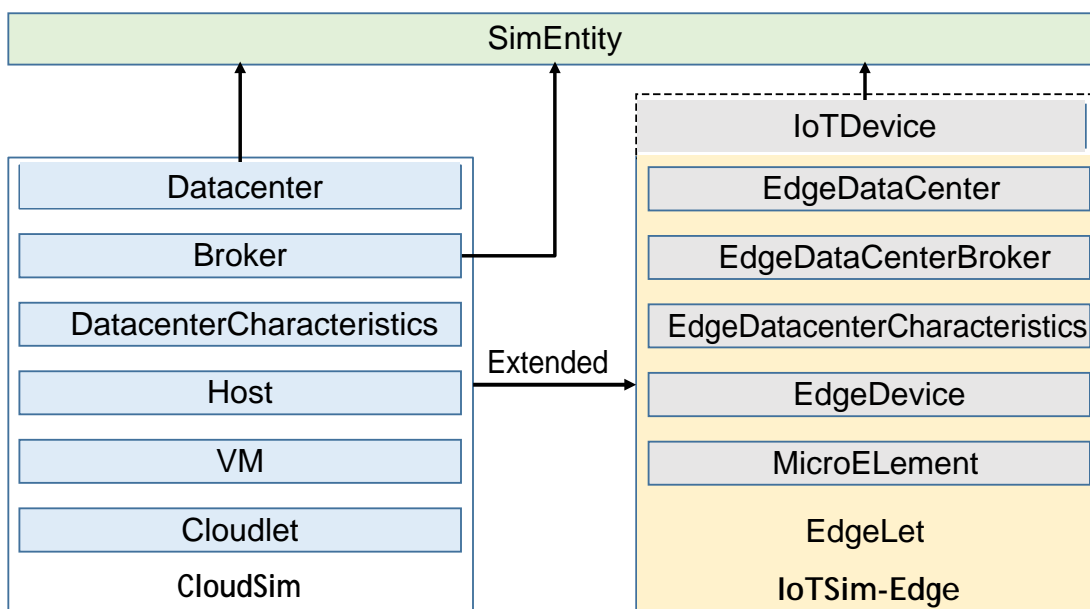 SimEntity
IoTDevice
Datacenter
EdgeDataCenter
Broker
EdgeDataCenterBroker
DatacenterCharacteristics
EdgeDatacenterCharacteristics
Extended
Host
EdgeDevice
VM
MicroELement
Cloudlet
EdgeLet
CloudSim
IoTSim-Edge